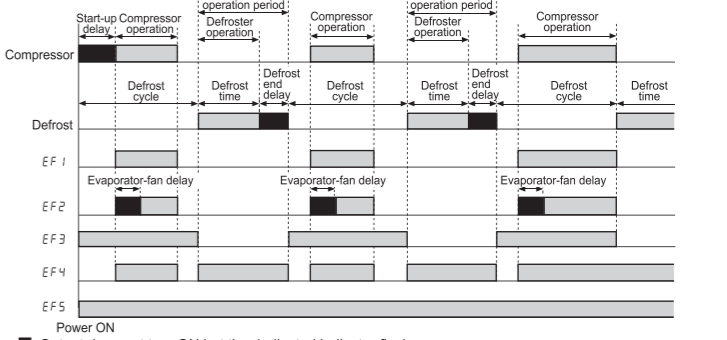 operation period
operation period
Start-up
delay
Compressor
operation
Defroster
operation
Compressor
operation
Defroster
operation
Compressor
operation
Compressor
Defrost
cycle
Defrost
time
Defrost
end
delay
Defrost
cycle
Defrost
time
Defrost
end
delay
Defrost
cycle
Defrost
time
Defrost
EF1
Evaporator-fan delay
Evaporator-fan delay
Evaporator-fan delay
EF2
EF3
EF4
EF5
Power ON